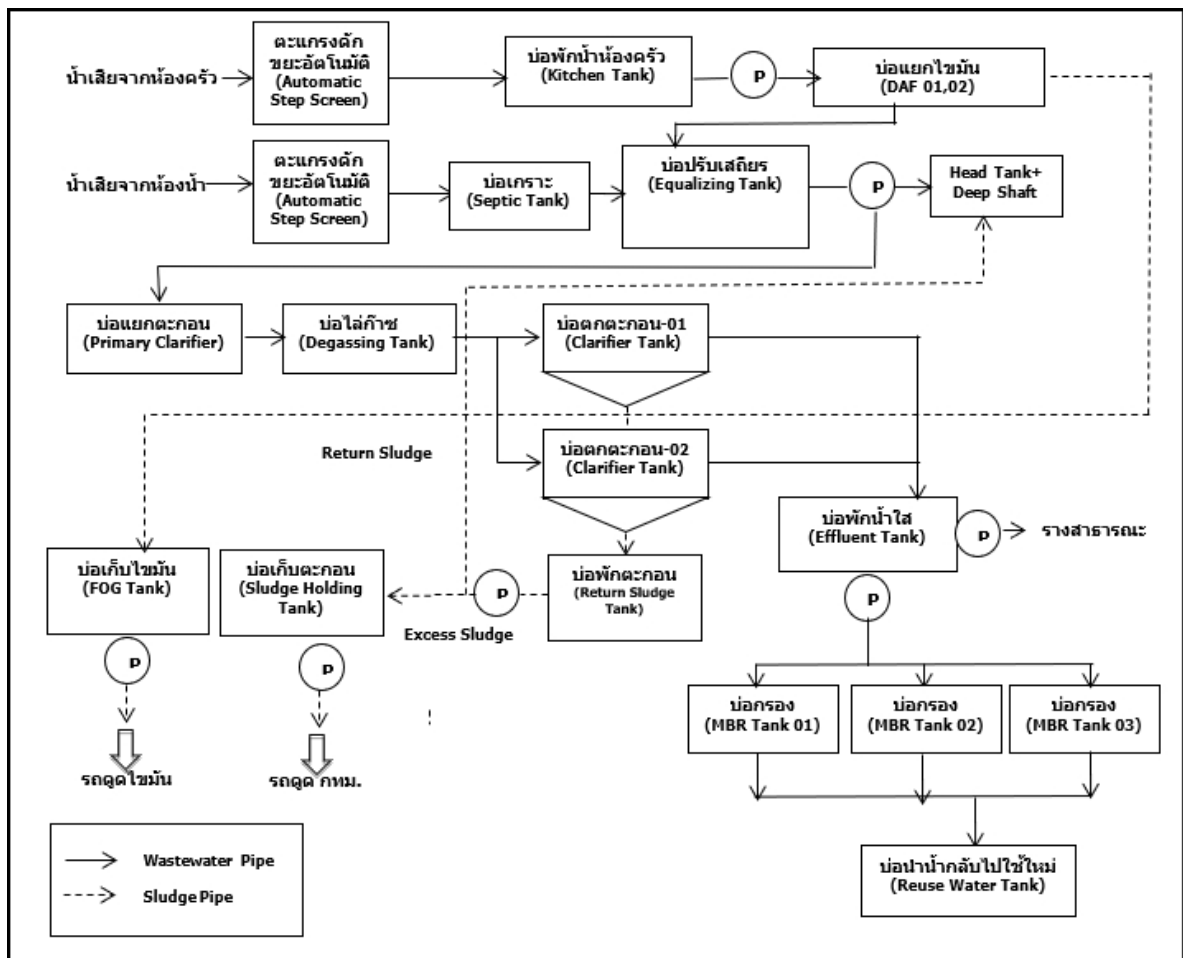 น้ำเสียจากห้องครัว
ตะแกรงดัก
ขยะอัตโนมัติ
(Automatic
Step Screen)
บ่อพักน้ำห้องครัว
(Kitchen Tank)
P
บ่อแยกไขมัน
(DAF 01,02)
น้ำเสียจากห้องน้ำ
ตะแกรงดัก
ขยะอัตโนมัติ
(Automatic
Step Screen)
บ่อเกราะ
(Septic Tank)
บ่อปรับเสถียร
(Equalizing Tank)
P
Head Tank+
Deep Shaft
บ่อแยกตะกอน
(Primary Clarifier)
บ่อไล่ก๊าซ
(Degassing Tank)
บ่อตกตะกอน-01
(Clarifier Tank)
Return Sludge
บ่อตกตะกอน-02
(Clarifier Tank)
บ่อพักน้ำใส
(Effluent Tank)
P
รางสาธารณะ
บ่อเก็บไขมัน
(FOG Tank)
บ่อเก็บตะกอน
(Sludge Holding
Tank)
P
Excess Sludge
บ่อพักตะกอน
(Return Sludge
Tank)
P
P
P
บ่อกรอง
(MBR Tank 01)
บ่อกรอง
(MBR Tank 02)
บ่อกรอง
(MBR Tank 03)
รถดูดไขมัน
รถดูด กทม.
Wastewater Pipe
Sludge Pipe
บ่อนำน้ำกลับไปใช้ใหม่
(Reuse Water Tank)